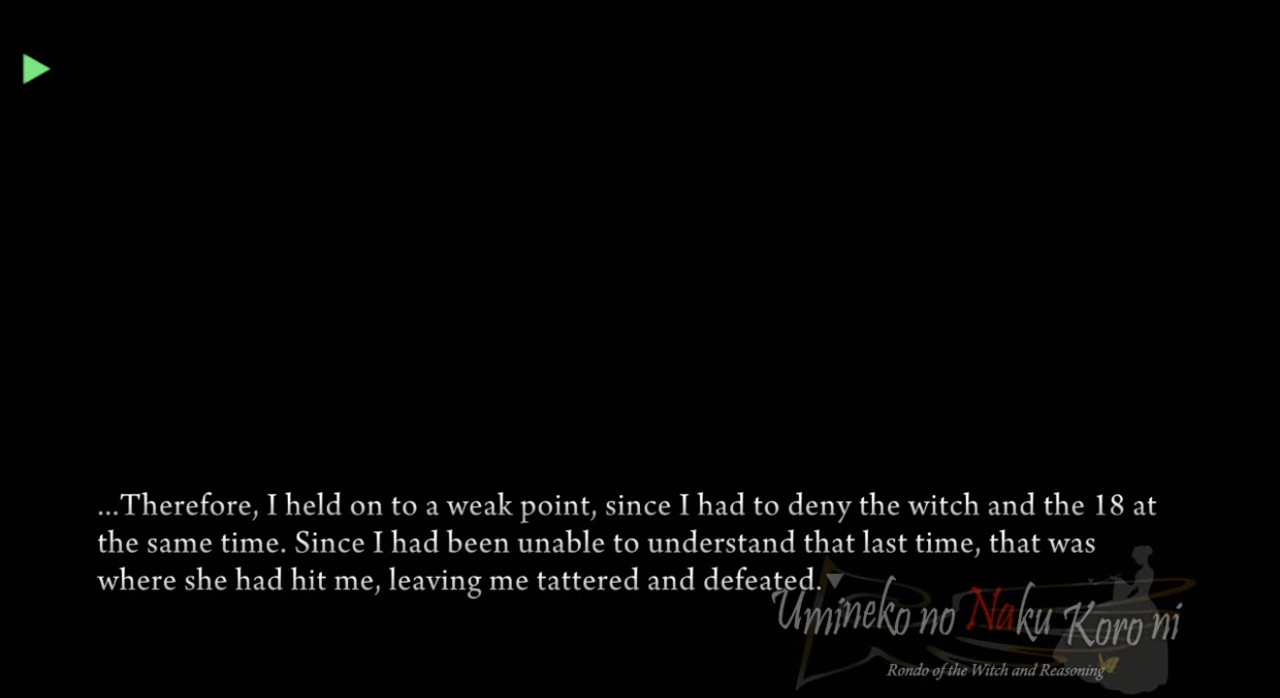 ...Therefore, I held on to a weak point, since I had to deny the witch and the 18 at
the same time. Since I had been unable to understand that last time, that was
where she had hit me, leaving me tattered and defeated.
Umineko no Naku Koro ni
Rondo of the Witch and Reasoning